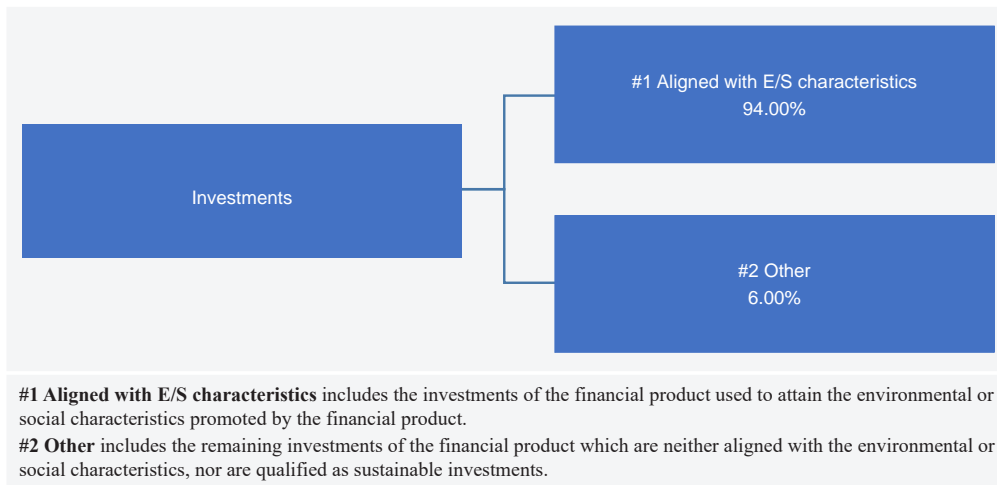 #1 Aligned with E/S characteristics
94.00%
Investments
#2 Other
6.00%
#1 Aligned with E/S characteristics includes the investments of the financial product used to attain the environmental or
social characteristics promoted by the financial product.
#2 Other includes the remaining investments of the financial product which are neither aligned with the environmental or
social characteristics, nor are qualified as sustainable investments.